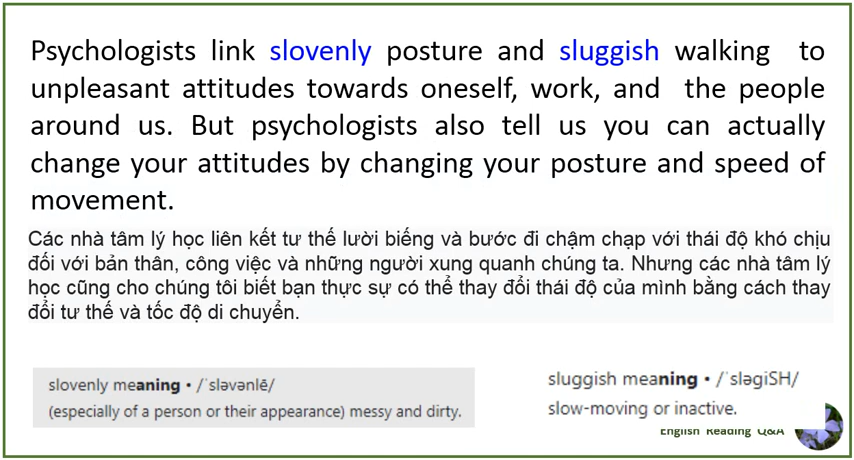 Psychologists link slovenly posture and sluggish walking to
unpleasant attitudes towards oneself, work, and the people
around us. But psychologists also tell us you can actually
change your attitudes by changing your posture and speed of
movement.
Các nhà tâm lý học liên kết tư thế lười biếng và bước đi chậm chạp với thái độ khó chịu
đối với bản thân, công việc và những người xung quanh chúng ta. Nhưng các nhà tâm lý
học cũng cho chúng tôi biết bạn thực sự có thể thay đổi thái độ của mình bằng cách thay
đổi tư thế và tốc độ di chuyển.
slovenly meaning • /ˈsləvənlē/
(especially of a person or their appearance) messy and dirty.
sluggish meaning • /ˈsləgiSH/
slow-moving or inactive.
English Reading Q&A